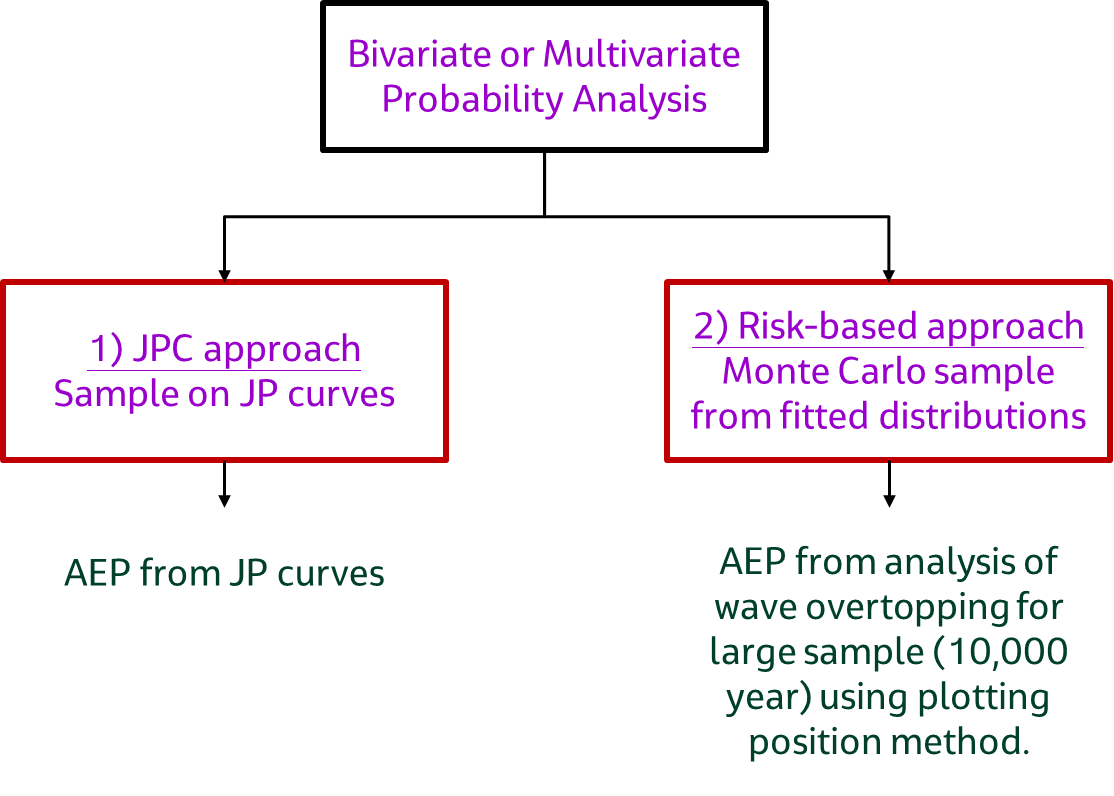 Bivariate or Multivariate
Probability Analysis
1) JPC approach
Sample on JP curves
2) Risk-based approach
Monte Carlo sample
from fitted distributions
AEP from JP curves
AEP from analysis of
wave overtopping for
large sample (10,000
year) using plotting
position method.